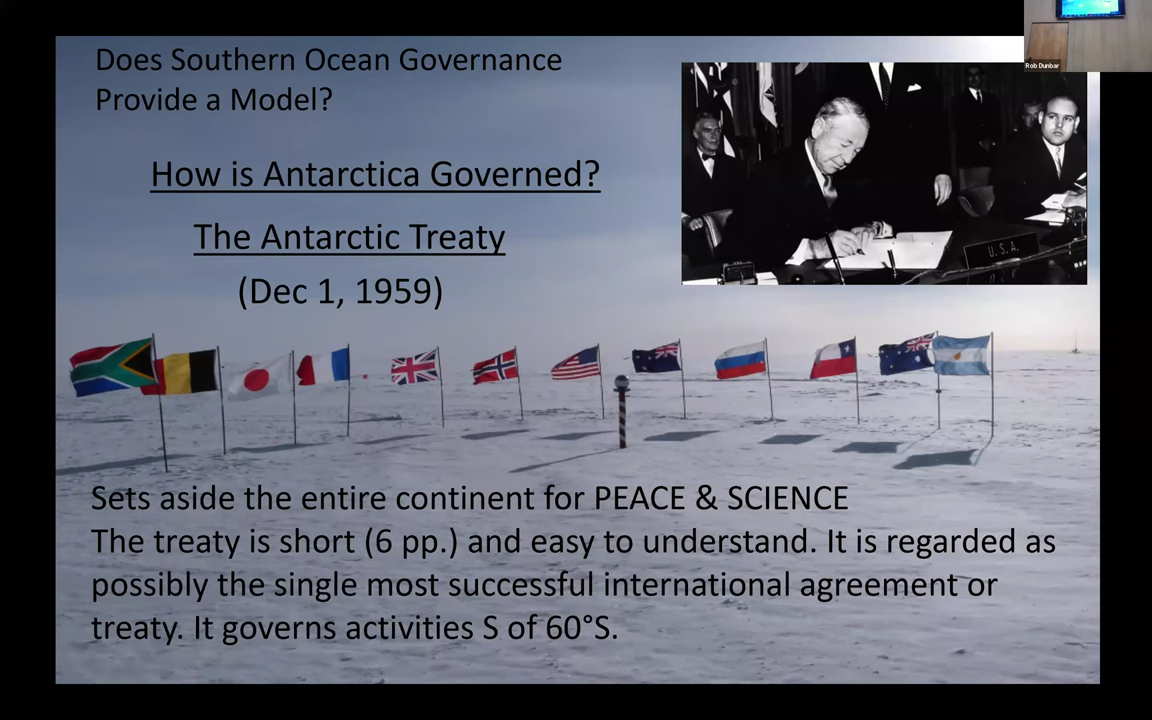 Does Southern Ocean Governance
Provide a Model?
Rob Dunbar
How is Antarctica Governed?
The Antarctic Treaty
(Dec 1, 1959)
U.S.A.
Sets aside the entire continent for PEACE & SCIENCE
The treaty is short (6 pp.) and easy to understand. It is regarded as
possibly the single most successful international agreement or
treaty. It governs activities S of 60°S.